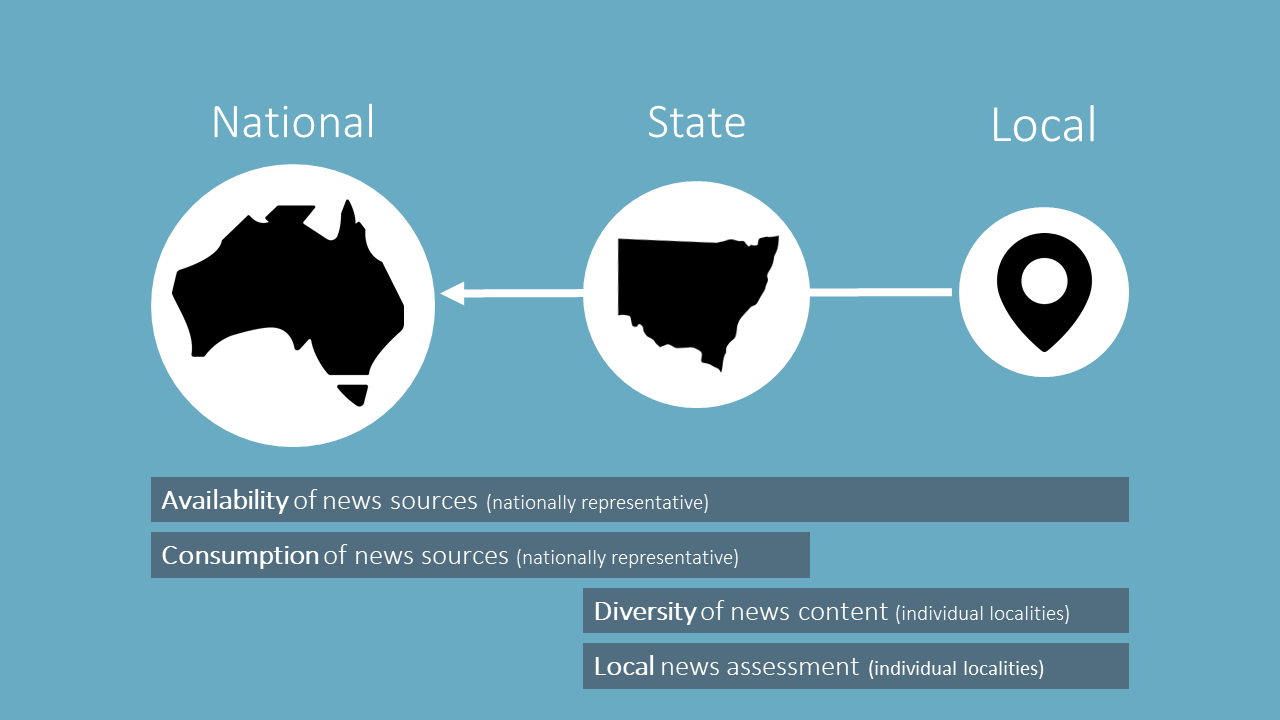 National
State
Local
Availability of news sources (nationally representative)
Consumption of news sources (nationally representative)
Diversity of news content (individual localities)
Local news assessment (individual localities)